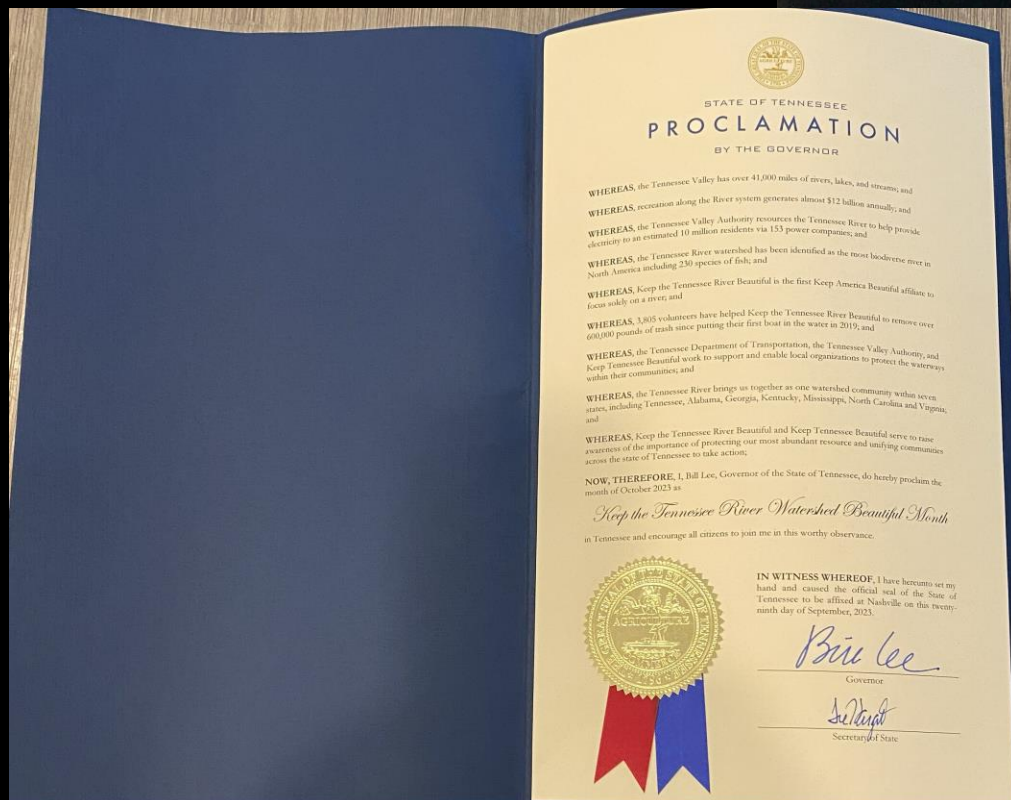 STATE OF TENNESSEE
PROCLAMATION
BY THE GOVERNOR
WHEREAS, the Tennessee Valley has over 41,000 miles of rivers, lakes, and streams; and
WHEREAS, recreation along the River system generates almost $12 billion annually; and
WHEREAS, the Tennessee Valley Authority resources the Tennessee River to help provide
electricity to an estimated 10 million residents via 153 power companies; and
WHEREAS, the Tennessee River watershed has been identified as the most biodiverse river in
North America including 230 species of fish; and
WHEREAS, Keep the Tennessee River Beautiful is the first Keep America Beautiful affiliate to
focus solely on a river; and
WHEREAS, 3,805 volunteers have helped Keep the Tennessee River Beautiful to remove over
600,000 pounds of trash since putting their first boat in the water in 2019; and
WHEREAS, the Tennessee Department of Transportation, the Tennessee Valley Authority, and
Keep Tennessee Beautiful work to support and enable local organizations to protect the waterways
within their communities; and
WHEREAS, the Tennessee River brings us together as one watershed community within seven
states, including Tennessee, Alabama, Georgia, Kentucky, Mississippi, North Carolina and Virginia,
and
WHEREAS, Keep the Tennessee River Beautiful and Keep Tennessee Beautiful serve to raise
awareness of the importance of protecting our most abundant resource and unifying communities
across the state of Tennessee to take action;
NOW, THEREFORE, I, Bill Lee, Governor of the State of Tennessee, do hereby proclaim the
month of October 2023 as
Keep the Tennessee River Watershed Beautiful Month
in Tennessee and encourage all citizens to join me in this worthy observance.
AGRICULTURE
IN WITNESS WHEREOF, I have hereunto set my
hand and caused the official seal of the State of
Tennessee to be affixed at Nashville on this twenty-
ninth day of September, 2023.
Bill Lee
Governor
Secretary of State